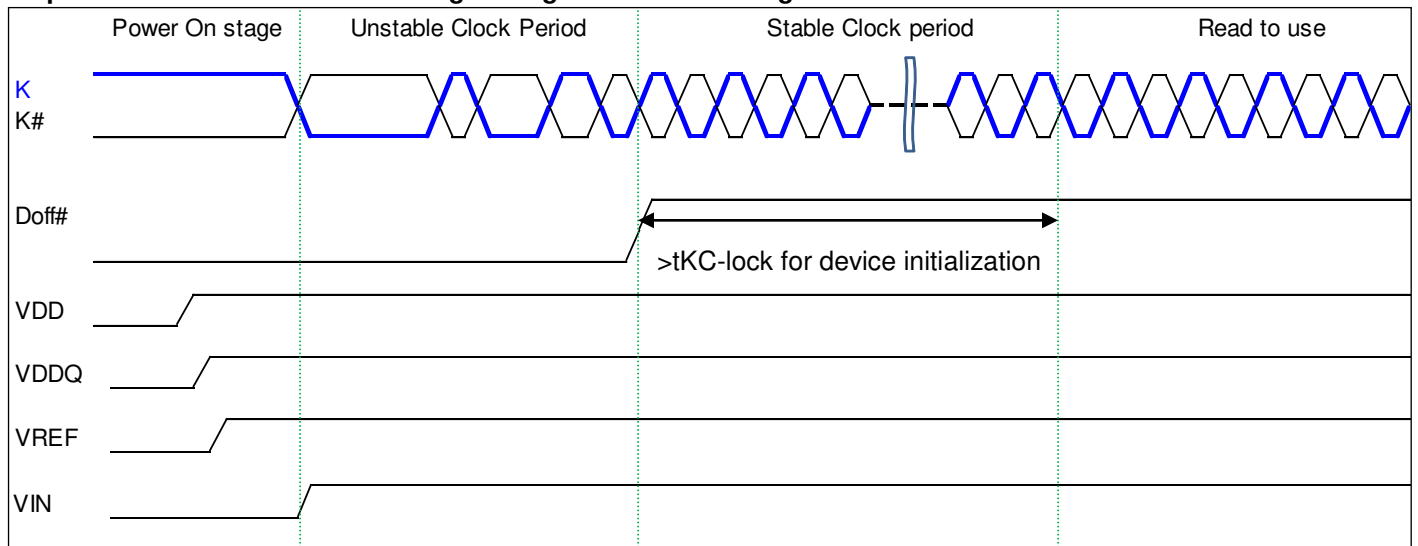 Power On stage
Unstable Clock Period
Stable Clock period
Read to use
K
K#
Doff#
>tKC-lock for device initialization
VDD
VDDQ
VREF
VIN